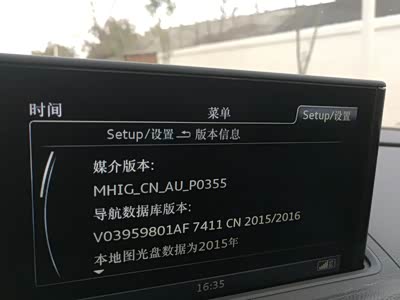 时间 菜单 Setup/设置
Setup/设置 版本信息
媒介版本:
MHIG_CN_AU_P0355
导航数据库版本:
V03959801AF 7411 CN 2015/2016
本地图光盘数据为2015年
16:35